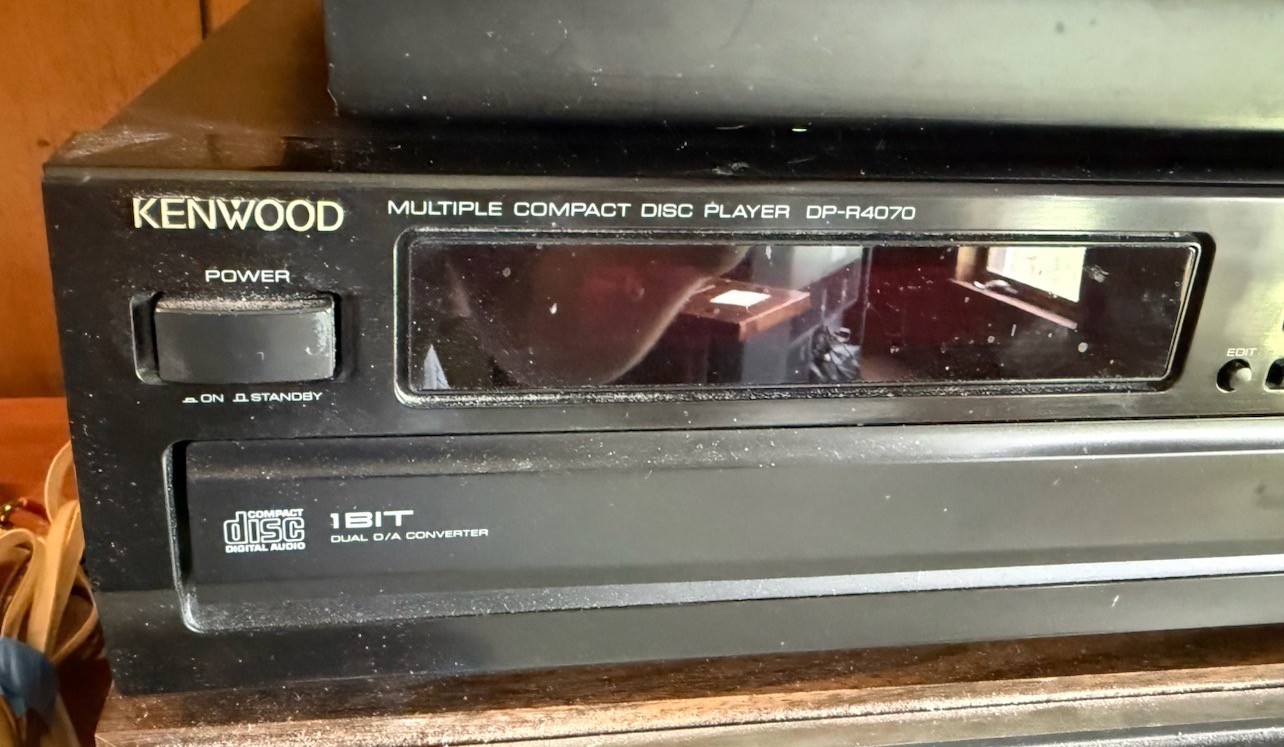 KENWOOD
MULTIPLE COMPACT DISC PLAYER DP-R4070
POWER
ON STANDBY
EDIT
COMPACT
disc
DIGITAL AUDIO
1BIT
DUAL D/A CONVERTER